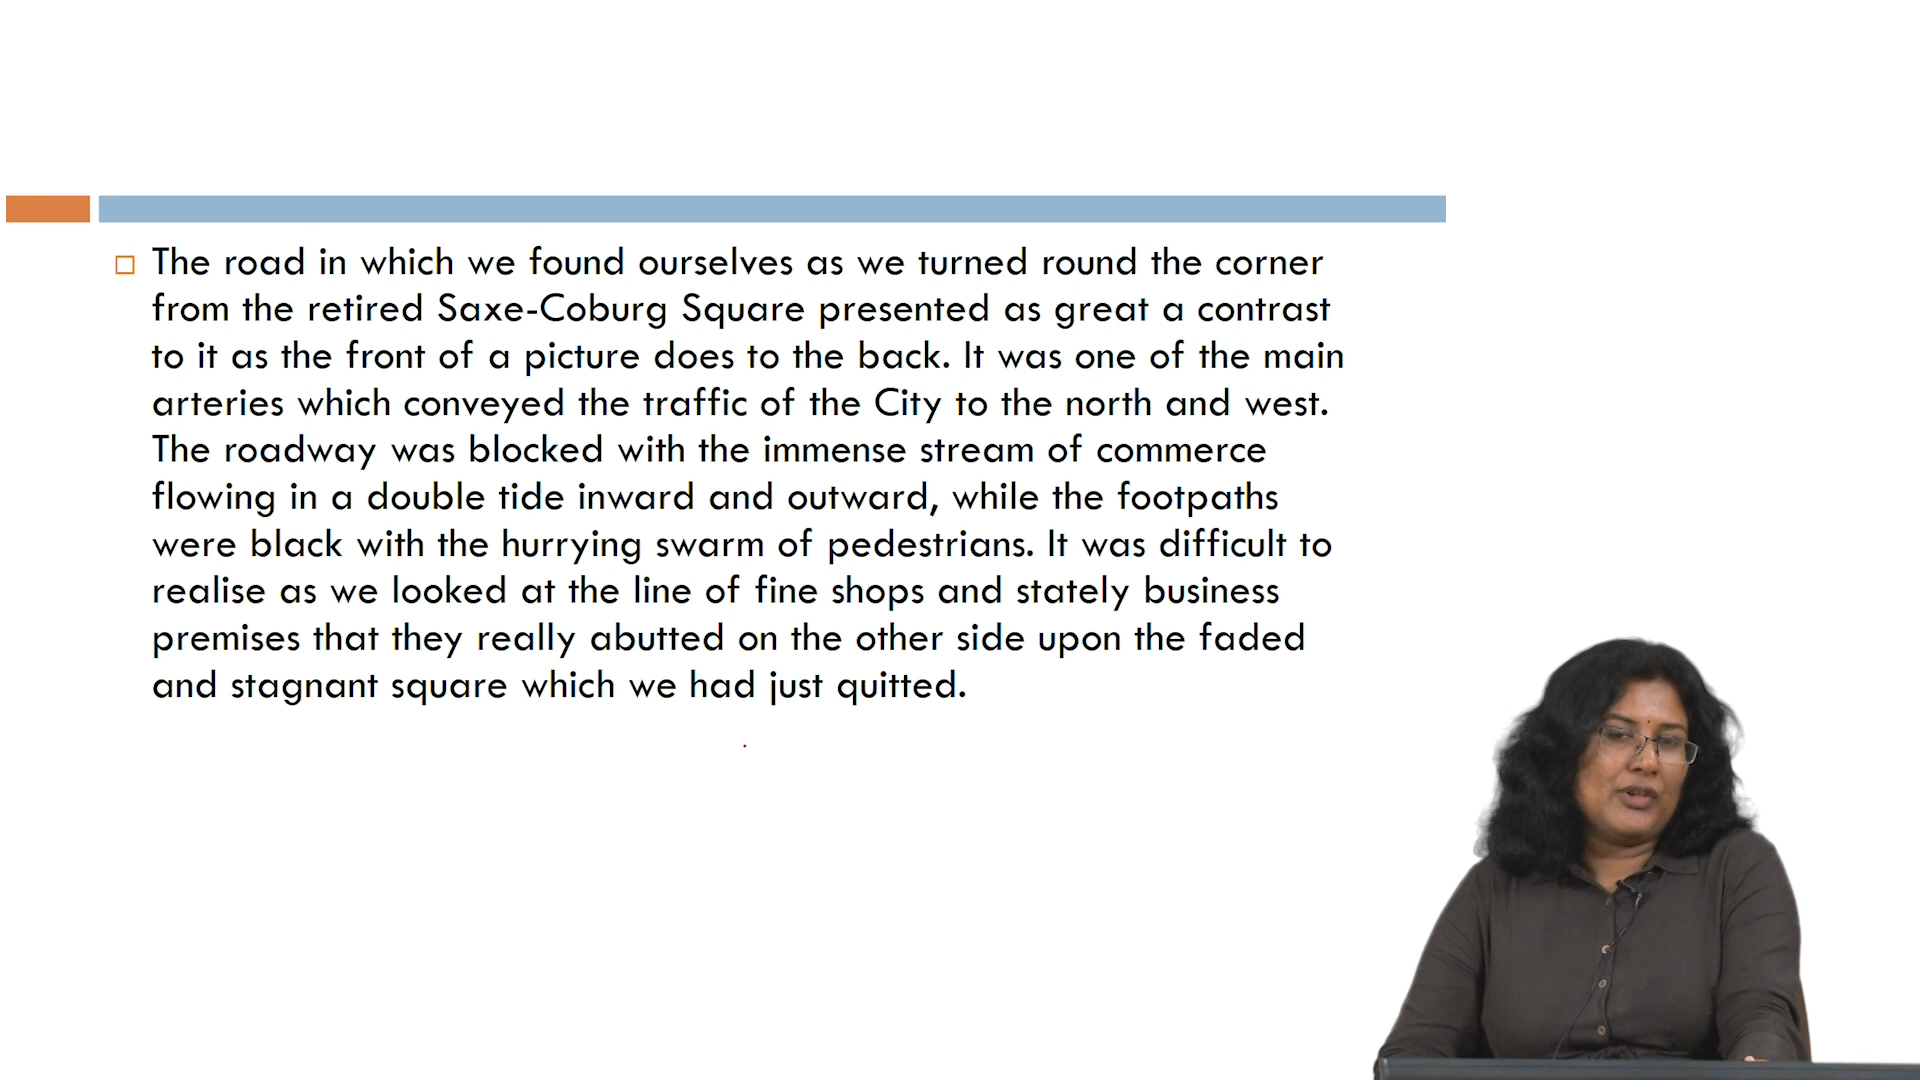 The road in which we found ourselves as we turned round the corner
from the retired Saxe-Coburg Square presented as great a contrast
to it as the front of a picture does to the back. It was one of the main
arteries which conveyed the traffic of the City to the north and west.
The roadway was blocked with the immense stream of commerce
flowing in a double tide inward and outward, while the footpaths
were black with the hurrying swarm of pedestrians. It was difficult to
realise as we looked at the line of fine shops and stately business
premises that they really abutted on the other side upon the faded
and stagnant square which we had just quitted.